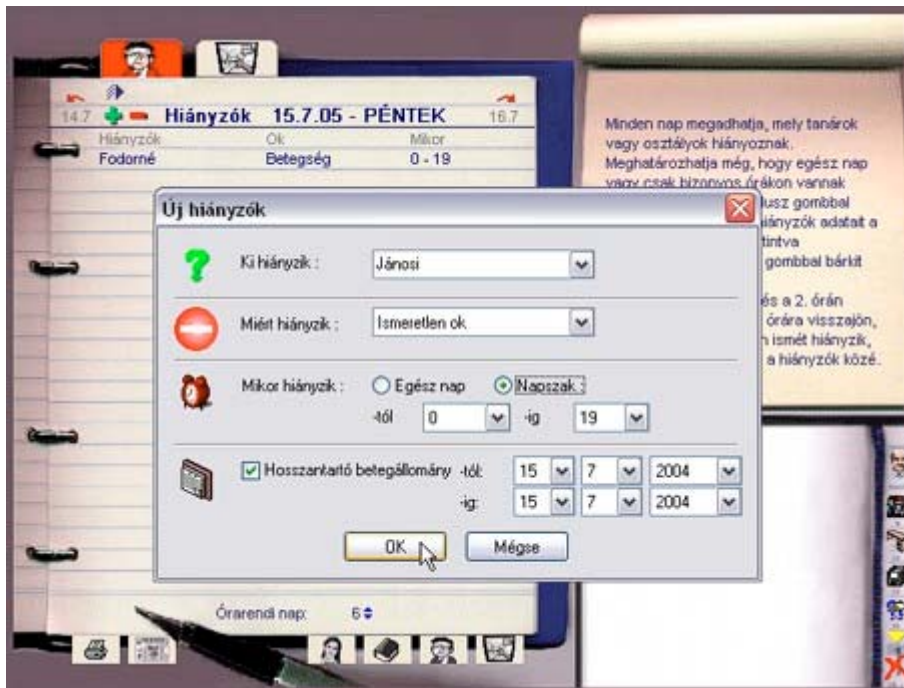 14.7 Hiányzók 15.7.05 - PÉNTEK 16.7
Hiányzók Ok Mikor
Fodorné Betegség 0 - 19
Minden nap megadhatja, mely tanárok
vagy osztályok hiányoznak.
Meghatározhatja még, hogy egész nap
vagy csak bizonyos órákon vannak
lusz gombbal
hiányzók adatait a
tintva
gombbal bárkit
és a 2. órán
órára visszajön,
n ismét hiányzik,
a hiányzók közé.
Új hiányzók
Ki hiányzik : Jánosi
Miért hiányzik : Ismeretlen ok
Mikor hiányzik : Egész nap Napszak :
-tól 0 -ig 19
Hosszantartó betegállomány -tól: 15 7 2004
-ig: 15 7 2004
OK Mégse
Órarendi nap: 6